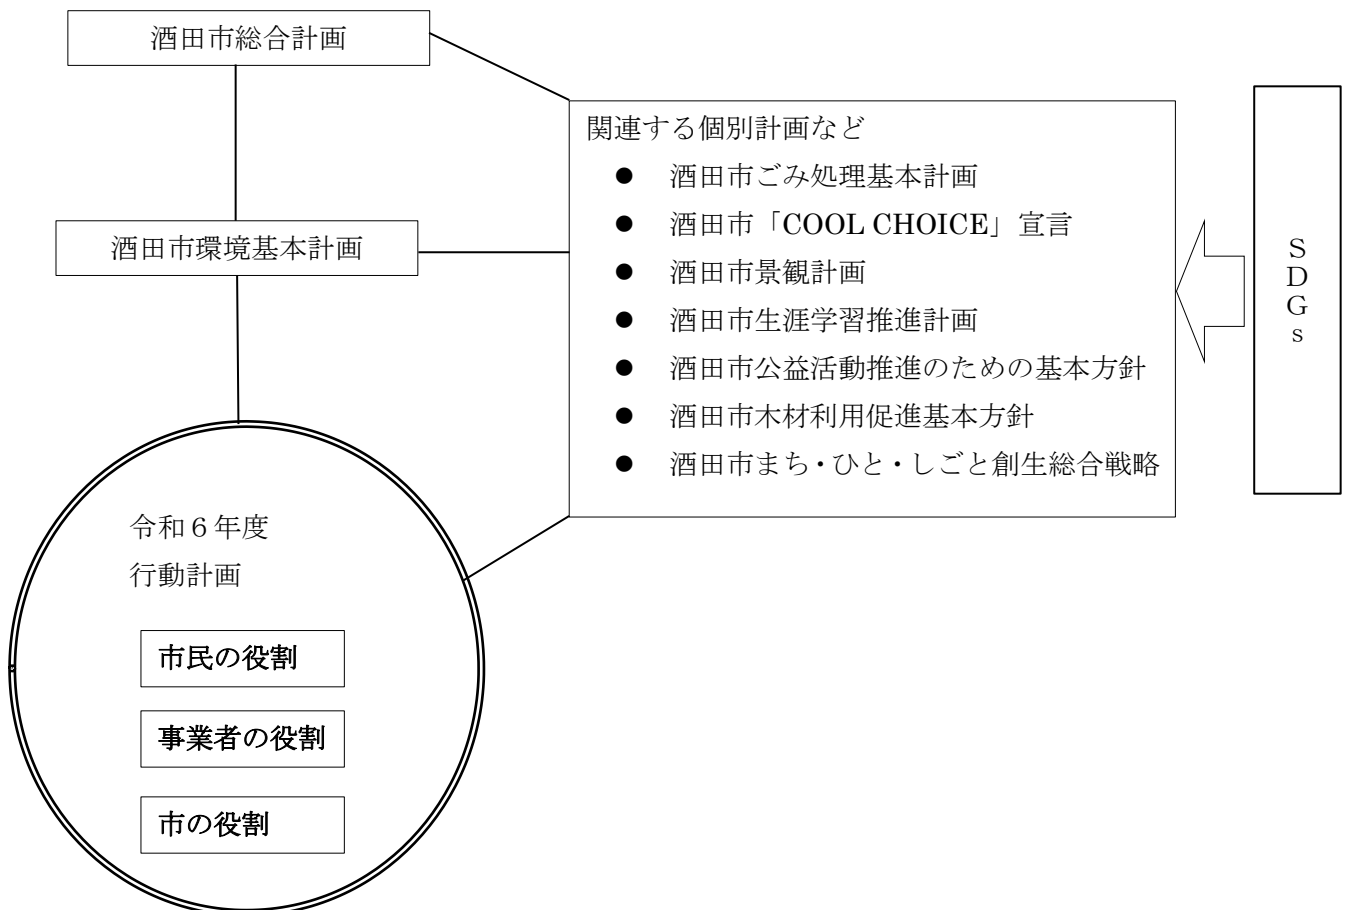 酒田市総合計画
関連する個別計画など
● 酒田市ごみ処理基本計画
● 酒田市「COOL CHOICE」宣言
● 酒田市景観計画
● 酒田市生涯学習推進計画
● 酒田市公益活動推進のための基本方針
● 酒田市木材利用促進基本方針
● 酒田市まち・ひと・しごと創生総合戦略
SDGs
酒田市環境基本計画
令和６年度
行動計画
市民の役割
事業者の役割
市の役割